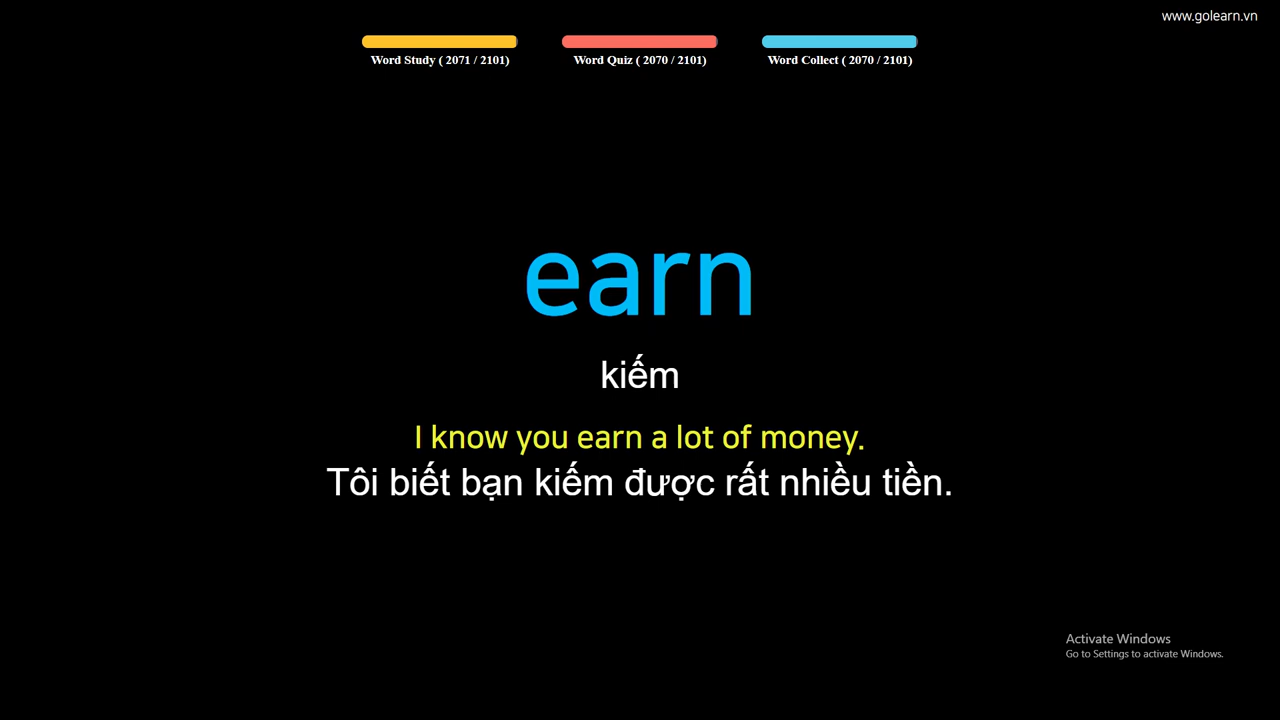 www.golearn.vn
Word Study ( 2071 / 2101)
Word Quiz ( 2070 / 2101)
Word Collect ( 2070 / 2101)
earn
kiếm
I know you earn a lot of money.
Tôi biết bạn kiếm được rất nhiều tiền.
Activate Windows
Go to Settings to activate Windows.